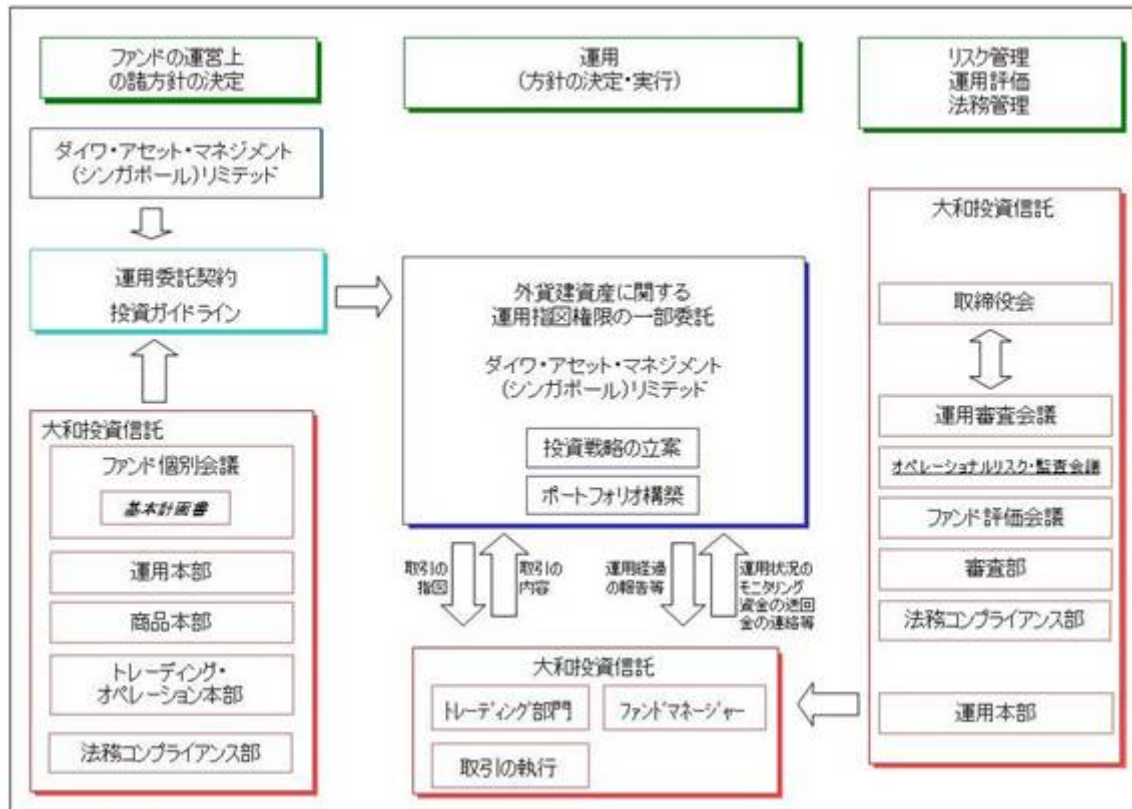 ファンドの運営上
の諸方針の決定
運用
(方針の決定・実行)
リスク管理
運用評価
法務管理
ダイワ・アセット・マネジメント
(シンガポール)リミテッド
運用委託契約
投資ガイドライン
大和投資信託
ファンド個別会議
基本計画書
運用本部
商品本部
トレーディング・
オペレーション本部
法務コンプライアンス部
外貨建資産に関する
運用指図権限の一部委託
ダイワ・アセット・マネジメント
(シンガポール)リミテッド
投資戦略の立案
ポートフォリオ構築
取引の
指図
取引の
内容
運用経過
の報告等
運用状況の
モニタリング
資金の送回
金の連絡等
大和投資信託
トレーディング部門
ファンドマネージャー
取引の執行
大和投資信託
取締役会
運用審査会議
オペレーショナルリスク・監査会議
ファンド評価会議
審査部
法務コンプライアンス部
運用本部